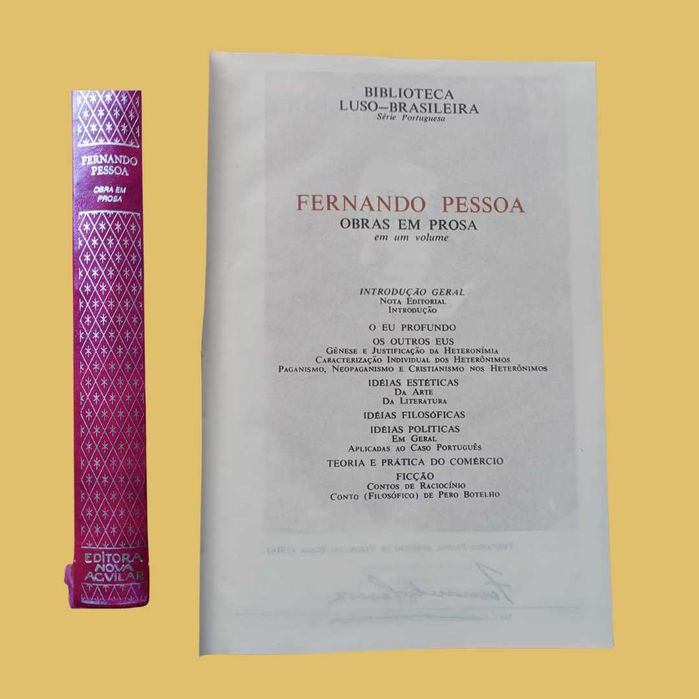 FERNANDO
PESSOA
OBRA EM
PROSA
EDITORA
NOVA
AGVILAR
BIBLIOTECA
LUSO—BRASILEIRA
Série Portuguesa
FERNANDO PESSOA
OBRAS EM PROSA
em um volume
INTRODUÇÃO GERAL
NOTA EDITORIAL
INTRODUÇÃO
O EU PROFUNDO
OS OUTROS EUS
GÊNESE E JUSTIFICAÇÃO DA HETERONÍMIA
CARACTERIZAÇÃO INDIVIDUAL DOS HETERÔNIMOS
PAGANISMO, NEOPAGANISMO E CRISTIANISMO NOS HETERÔNIMOS
IDÉIAS ESTÉTICAS
DA ARTE
DA LITERATURA
IDÉIAS FILOSÓFICAS
IDÉIAS POLÍTICAS
EM GERAL
APLICADAS AO CASO PORTUGUÊS
TEORIA E PRÁTICA DO COMÉRCIO
FICÇÃO
CONTOS DE RACIOCÍNIO
CONTO (FILOSÓFICO) DE PERO BOTELHO